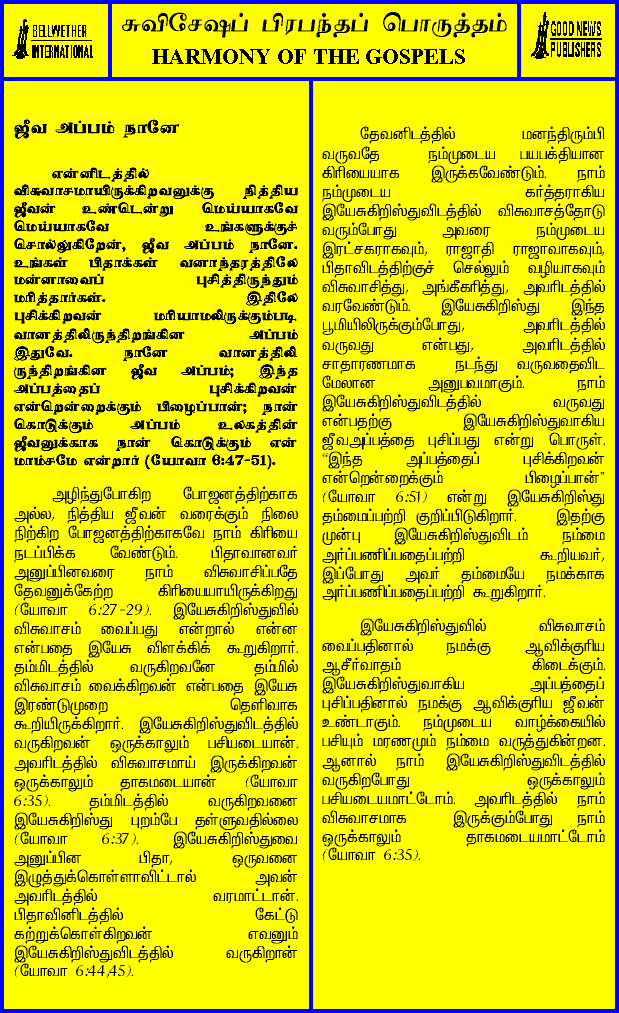 BELLWETHER
INTERNATIONAL
சுவிசேஷப் பிரபந்தப் பொருத்தம்
HARMONY OF THE GOSPELS
GOOD NEWS
PUBLISHERS
ஜீவ அப்பம் நானே
என்னிடத்தில்
விசுவாசமாயிருக்கிறவனுக்கு நித்திய
ஜீவன் உண்டென்று மெய்யாகவே
மெய்யாகவே உங்களுக்குச்
சொல்லுகிறேன், ஜீவ அப்பம் நானே.
உங்கள் பிதாக்கள் வனாந்தரத்திலே
மன்னாவைப் புசித்திருந்தும்
மரித்தார்கள். இதிலே
புசிக்கிறவன் மரியாமலிருக்கும்படி
வானத்திலிருந்திறங்கின அப்பம்
இதுவே. நானே வானத்திலி
ருந்திறங்கின ஜீவ அப்பம்; இந்த
அப்பத்தைப் புசிக்கிறவன்
என்றென்றைக்கும் பிழைப்பான்; நான்
கொடுக்கும் அப்பம் உலகத்தின்
ஜீவனுக்காக நான் கொடுக்கும் என்
மாம்சமே என்றார் (யோவா 6:47-51).
அழிந்துபோகிற போஜனத்திற்காக
அல்ல, நித்திய ஜீவன் வரைக்கும் நிலை
நிற்கிற போஜனத்திற்காகவே நாம் கிரியை
நடப்பிக்க வேண்டும். பிதாவானவர்
அனுப்பினவரை நாம் விசுவாசிப்பதே
தேவனுக்கேற்ற கிரியையாயிருக்கிறது
(யோவா 6:27-29). இயேசுகிறிஸ்துவில்
விசுவாசம் வைப்பது என்றால் என்ன
என்பதை இயேசு விளக்கிக் கூறுகிறார்.
தம்மிடத்தில் வருகிறவனே தம்மில்
விசுவாசம் வைக்கிறவன் என்பதை இயேசு
இரண்டுமுறை தெளிவாக
கூறியிருக்கிறார். இயேசுகிறிஸ்துவிடத்தில்
வருகிறவன் ஒருக்காலும் பசியடையான்.
அவரிடத்தில் விசுவாசமாய் இருக்கிறவன்
ஒருக்காலும் தாகமடையான் (யோவா
6:35). தம்மிடத்தில் வருகிறவனை
இயேசுகிறிஸ்து புறம்பே தள்ளுவதில்லை
(யோவா 6:37). இயேசுகிறிஸ்துவை
அனுப்பின பிதா, ஒருவனை
இழுத்துக்கொள்ளாவிட்டால் அவன்
அவரிடத்தில் வரமாட்டான்.
பிதாவினிடத்தில் கேட்டு
கற்றுக்கொள்கிறவன் எவனும்
இயேசுகிறிஸ்துவிடத்தில் வருகிறான்
(யோவா 6:44,45).
தேவனிடத்தில் மனந்திரும்பி
வருவதே நம்முடைய பயபக்தியான
கிரியையாக இருக்கவேண்டும். நாம்
நம்முடைய கர்த்தராகிய
இயேசுகிறிஸ்துவிடத்தில் விசுவாசத்தோடு
வரும்போது அவரை நம்முடைய
இரட்சகராகவும், ராஜாதி ராஜாவாகவும்,
பிதாவிடத்திற்குச் செல்லும் வழியாகவும்
விசுவாசித்து, அங்கீகரித்து, அவரிடத்தில்
வரவேண்டும். இயேசுகிறிஸ்து இந்த
பூமியிலிருக்கும்போது, அவரிடத்தில்
வருவது என்பது, அவரிடத்தில்
சாதாரணமாக நடந்து வருவதைவிட
மேலான அனுபவமாகும். நாம்
இயேசுகிறிஸ்துவிடத்தில் வருவது
என்பதற்கு இயேசுகிறிஸ்துவாகிய
ஜீவஅப்பத்தை புசிப்பது என்று பொருள்.
“இந்த அப்பத்தைப் புசிக்கிறவன்
என்றென்றைக்கும் பிழைப்பான்”
(யோவா 6:51) என்று இயேசுகிறிஸ்து
தம்மைப்பற்றி குறிப்பிடுகிறார். இதற்கு
முன்பு இயேசுகிறிஸ்துவிடம் நம்மை
அர்ப்பணிப்பதைப்பற்றி கூறியவர்,
இப்போது அவர் தம்மையே நமக்காக
அர்ப்பணிப்பதைப்பற்றி கூறுகிறார்.
இயேசுகிறிஸ்துவில் விசுவாசம்
வைப்பதினால் நமக்கு ஆவிக்குரிய
ஆசீர்வாதம் கிடைக்கும்.
இயேசுகிறிஸ்துவாகிய அப்பத்தைப்
புசிப்பதினால் நமக்கு ஆவிக்குரிய ஜீவன்
உண்டாகும். நம்முடைய வாழ்க்கையில்
பசியும் மரணமும் நம்மை வருத்துகின்றன.
ஆனால் நாம் இயேசுகிறிஸ்துவிடத்தில்
வருகிறபோது ஒருக்காலும்
பசியடையமாட்டோம். அவரிடத்தில் நாம்
விசுவாசமாக இருக்கும்போது நாம்
ஒருக்காலும் தாகமடையமாட்டோம்
(யோவா 6:35).